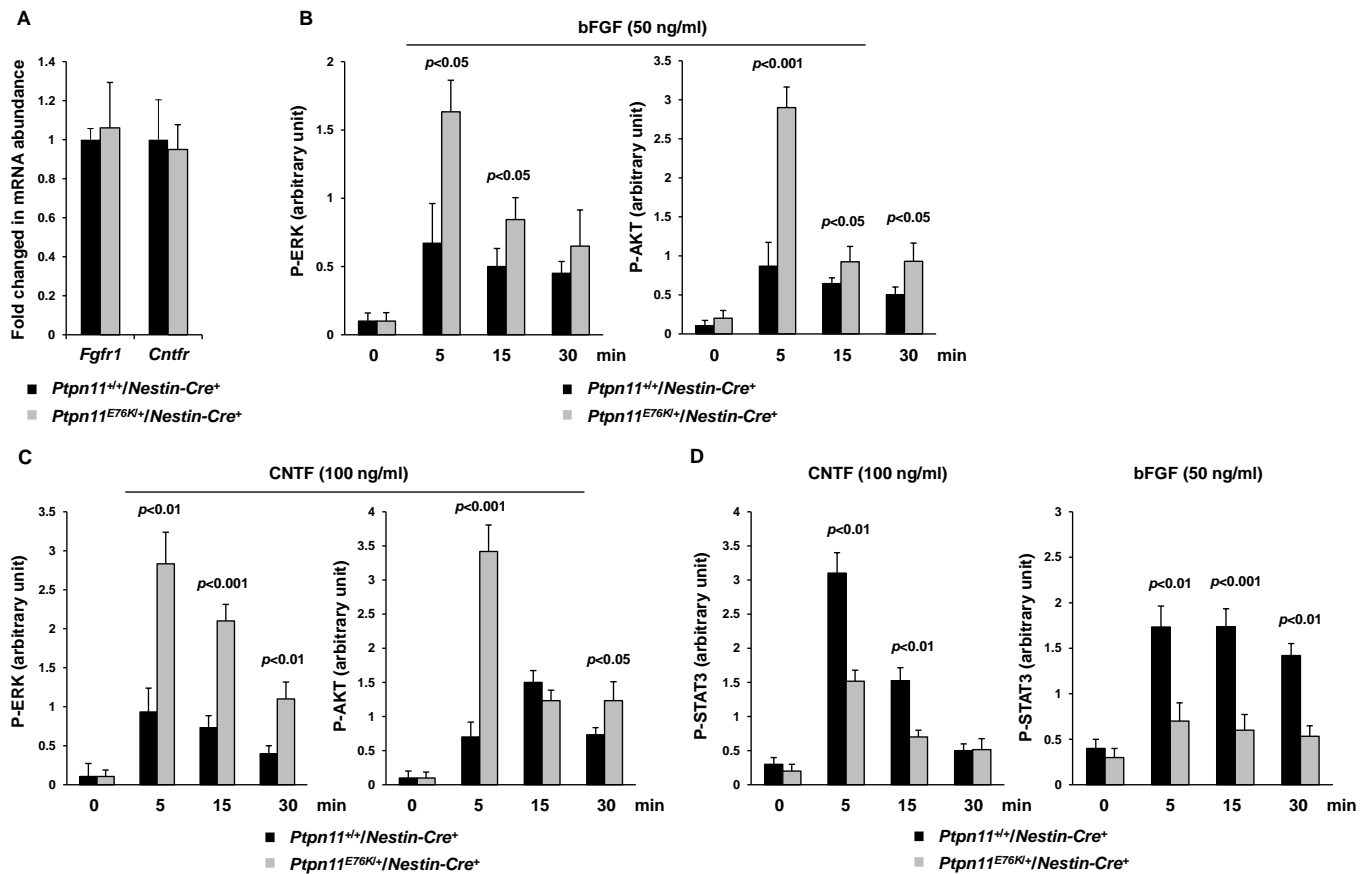 A
Fold changed in mRNA abundance
1.4
1.2
1
0.8
0.6
0.4
0.2
0
Fgfr1 Cntfr
Ptpn11+/+/Nestin-Cre+
Ptpn11E76K/+/Nestin-Cre+
B
bFGF (50 ng/ml)
P-ERK (arbitrary unit)
2
1.5
1
0.5
0
p<0.05
p<0.05
0 5 15 30 min
P-AKT (arbitrary unit)
3.5
3
2.5
2
1.5
1
0.5
0
p<0.001
p<0.05
p<0.05
0 5 15 30 min
Ptpn11+/+/Nestin-Cre+
Ptpn11E76K/+/Nestin-Cre+
C
CNTF (100 ng/ml)
P-ERK (arbitrary unit)
3.5
3
2.5
2
1.5
1
0.5
0
p<0.01
p<0.001
p<0.01
0 5 15 30 min
P-AKT (arbitrary unit)
4
3.5
3
2.5
2
1.5
1
0.5
0
p<0.001
p<0.05
0 5 15 30 min
Ptpn11+/+/Nestin-Cre+
Ptpn11E76K/+/Nestin-Cre+
D
CNTF (100 ng/ml)
P-STAT3 (arbitrary unit)
4
3.5
3
2.5
2
1.5
1
0.5
0
p<0.01
p<0.01
0 5 15 30 min
bFGF (50 ng/ml)
P-STAT3 (arbitrary unit)
3
2.5
2
1.5
1
0.5
0
p<0.01
p<0.001
p<0.01
0 5 15 30 min
Ptpn11+/+/Nestin-Cre+
Ptpn11E76K/+/Nestin-Cre+